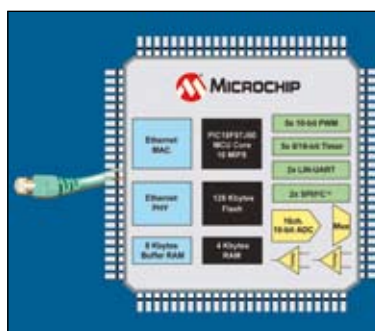 MICROCHIP
Ethernet
MAC
PIC18F97J60
MCU Core
10 MIPS
5x 10-bit PWM
5x 8/16-bit Timer
2x LIN-UART
2x SPI/I²C™
Ethernet
PHY
128 Kbytes
Flash
16ch.
10-bit ADC
Mux
8 Kbytes
Buffer RAM
4 Kbytes
RAM